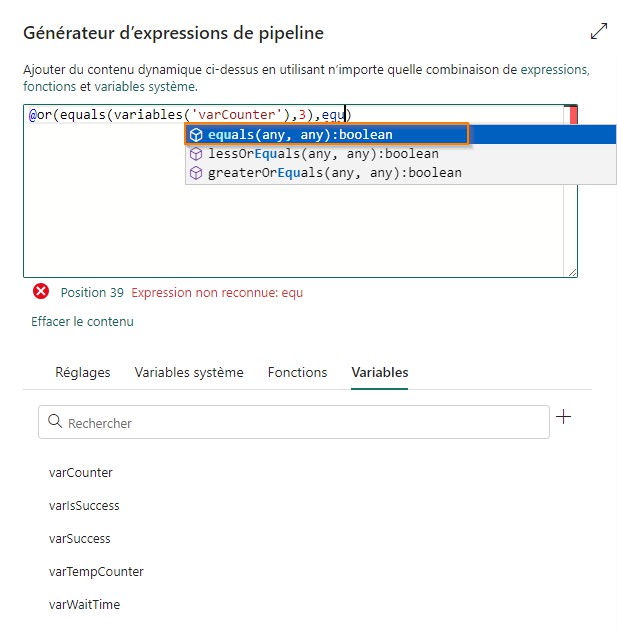 Générateur d’expressions de pipeline
Ajouter du contenu dynamique ci-dessus en utilisant n’importe quelle combinaison de expressions,
fonctions et variables système.
@or(equals(variables('varCounter'),3),equ)
equals(any, any):boolean
lessOrEquals(any, any):boolean
greaterOrEquals(any, any):boolean
Position 39 Expression non reconnue: equ
Effacer le contenu
Réglages Variables système Fonctions Variables
Rechercher
varCounter
varIsSuccess
varSuccess
varTempCounter
varWaitTime